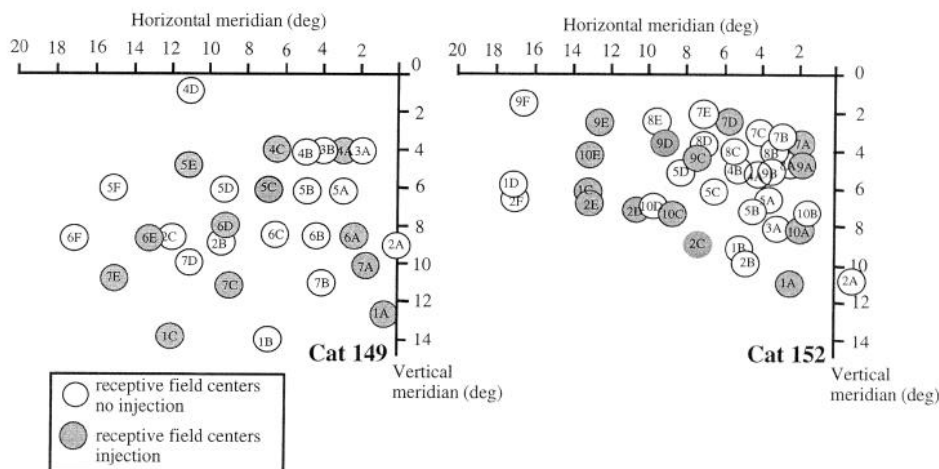 Horizontal meridian (deg)
20 18 16 14 12 10 8 6 4 2
0
2
4
6
8
10
12
14
4D
4C
4B
3B
4A
3A
5E
5F
5D
5C
5B
5A
6D
6F
6E
2C
2B
6C
6B
6A
2A
7D
7E
7C
7B
7A
1A
1C
1B
Cat 149
Vertical
meridian (deg)
receptive field centers
no injection
receptive field centers
injection
Horizontal meridian (deg)
20 18 16 14 12 10 8 6 4 2
0
2
4
6
8
10
12
14
9F
9E
8E
7E
7D
7C
7B
7A
10E
9D
8D
9C
8C
8B
5D
4B
4A
9B
9A
1D
2F
1C
2E
5C
5A
10D
10C
5B
10B
3A
10A
2C
1B
2B
1A
2A
Cat 152
Vertical
meridian (deg)